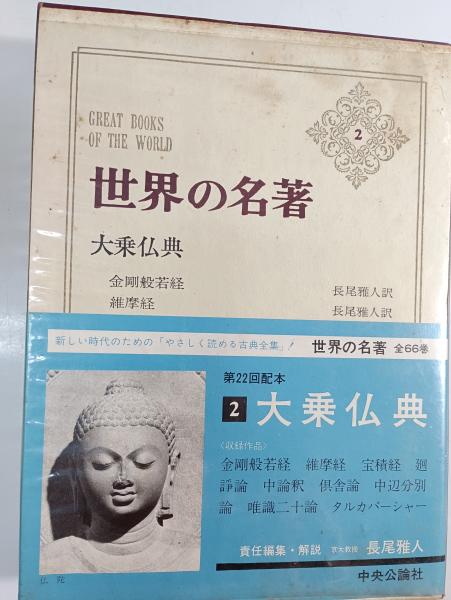 GREAT BOOKS
OF THE WORLD
2
世界の名著
大乗仏典
金剛般若経 長尾雅人訳
維摩経 長尾雅人訳
新しい時代のための「やさしく読める古典全集」! 世界の名著 全66巻
第22回配本
2 大乗仏典
〈収録作品〉
金剛般若経 維摩経 宝積経 廻
諍論 中論釈 倶舎論 中辺分別
論 唯識二十論 タルカバーシャー
責任編集・解説 京大教授 長尾雅人
仏陀
中央公論社